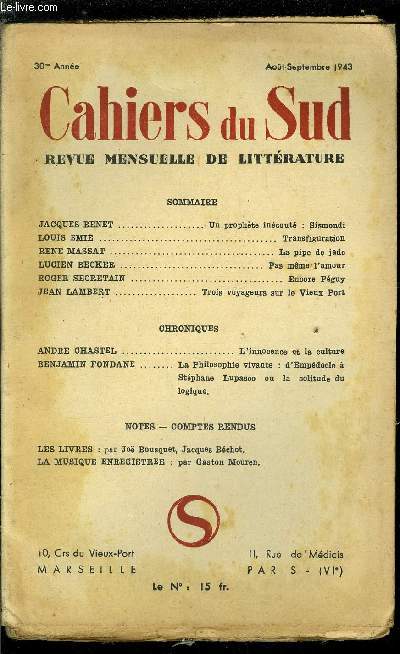 le-livre.com
30me Année Août-Septembre 1943
Cahiers du Sud
REVUE MENSUELLE DE LITTÉRATURE
SOMMAIRE
JACQUES BENET .................... Un prophète inécouté : Sismondi
LOUIS EMIE .................... Transfiguration
RENE MASSAT .................... La pipe de jade
LUCIEN BECKER .................... Pas même l'amour
ROGER SECRETAIN .................... Encore Péguy
JEAN LAMBERT .................... Trois voyageurs sur le Vieux Port
CHRONIQUES
ANDRE CHASTEL .................... L'innocence et la culture
BENJAMIN FONDANE ....... La Philosophie vivante : d'Empédocle à
Stéphane Lupasco ou la solitude du
logique.
NOTES — COMPTES RENDUS
LES LIVRES : par Joë Bousquet, Jacques Béchot.
LA MUSIQUE ENREGISTREE : par Gaston Mouren.
S
10, Crs du Vieux-Port 11, Rue de Médicis
MARSEILLE PARIS - (VIe)
Le No : 15 fr.